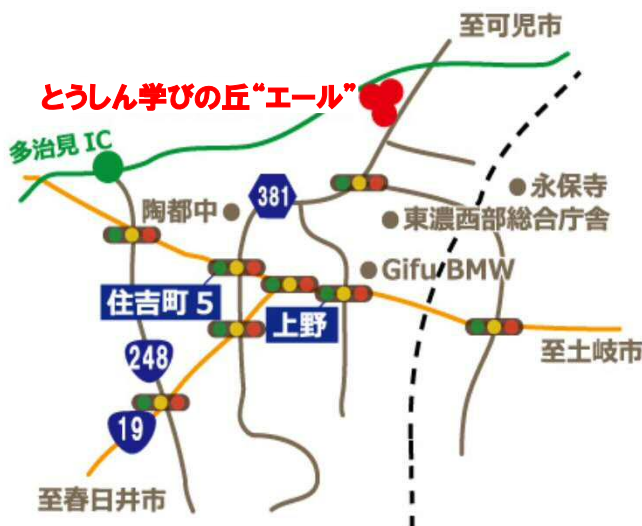 至可児市
とうしん学びの丘“エール”
多治見IC
永保寺
381
陶都中
東濃西部総合庁舎
Gifu BMW
住吉町5
上野
至土岐市
248
19
至春日井市